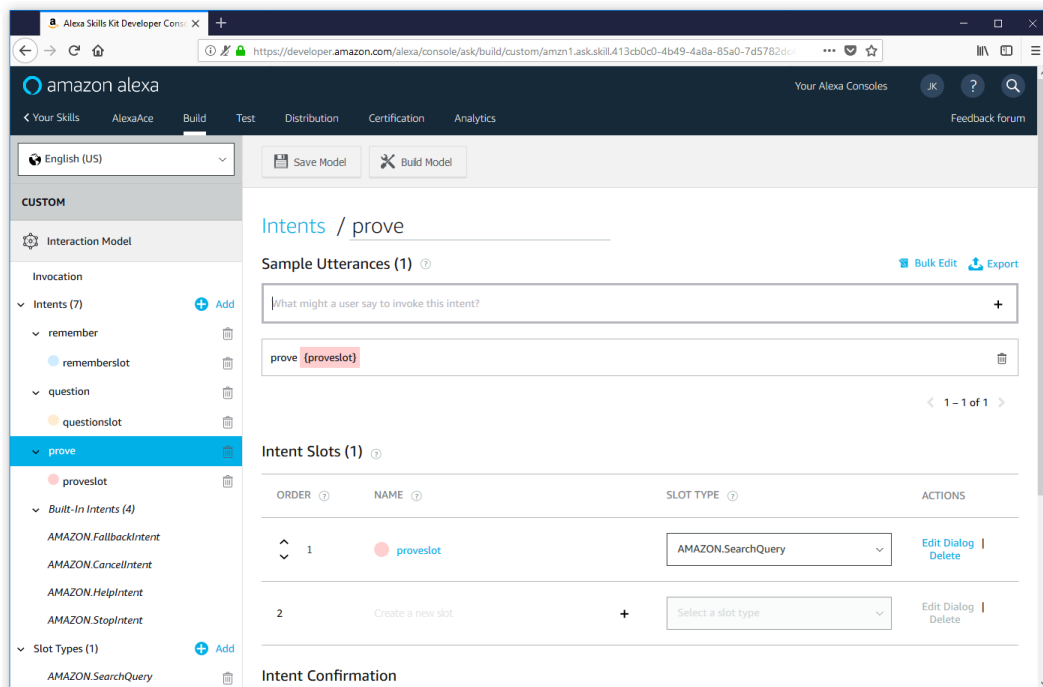 Alexa Skills Kit Developer Cons
https://developer.amazon.com/alexa/console/ask/build/custom/amzn1.ask.skill.413cb0c0-4b49-4a8a-85a0-7d5782do
amazon alexa
Your Alexa Consoles
JK
?
Your Skills
AlexaAce
Build
Test
Distribution
Certification
Analytics
Feedback forum
English (US)
Save Model
Build Model
CUSTOM
Interaction Model
Invocation
Intents (7)
Add
remember
rememberslot
question
questionslot
prove
proveslot
Built-In Intents (4)
AMAZON.FallbackIntent
AMAZON.CancelIntent
AMAZON.HelpIntent
AMAZON.StopIntent
Slot Types (1)
Add
AMAZON.SearchQuery
Intents / prove
Sample Utterances (1) ?
Bulk Edit
Export
What might a user say to invoke this intent?
prove {proveslot}
1 – 1 of 1
Intent Slots (1) ?
ORDER ?
NAME ?
SLOT TYPE ?
ACTIONS
1
proveslot
AMAZON.SearchQuery
Edit Dialog |
Delete
2
Create a new slot
Select a slot type
Edit Dialog |
Delete
Intent Confirmation